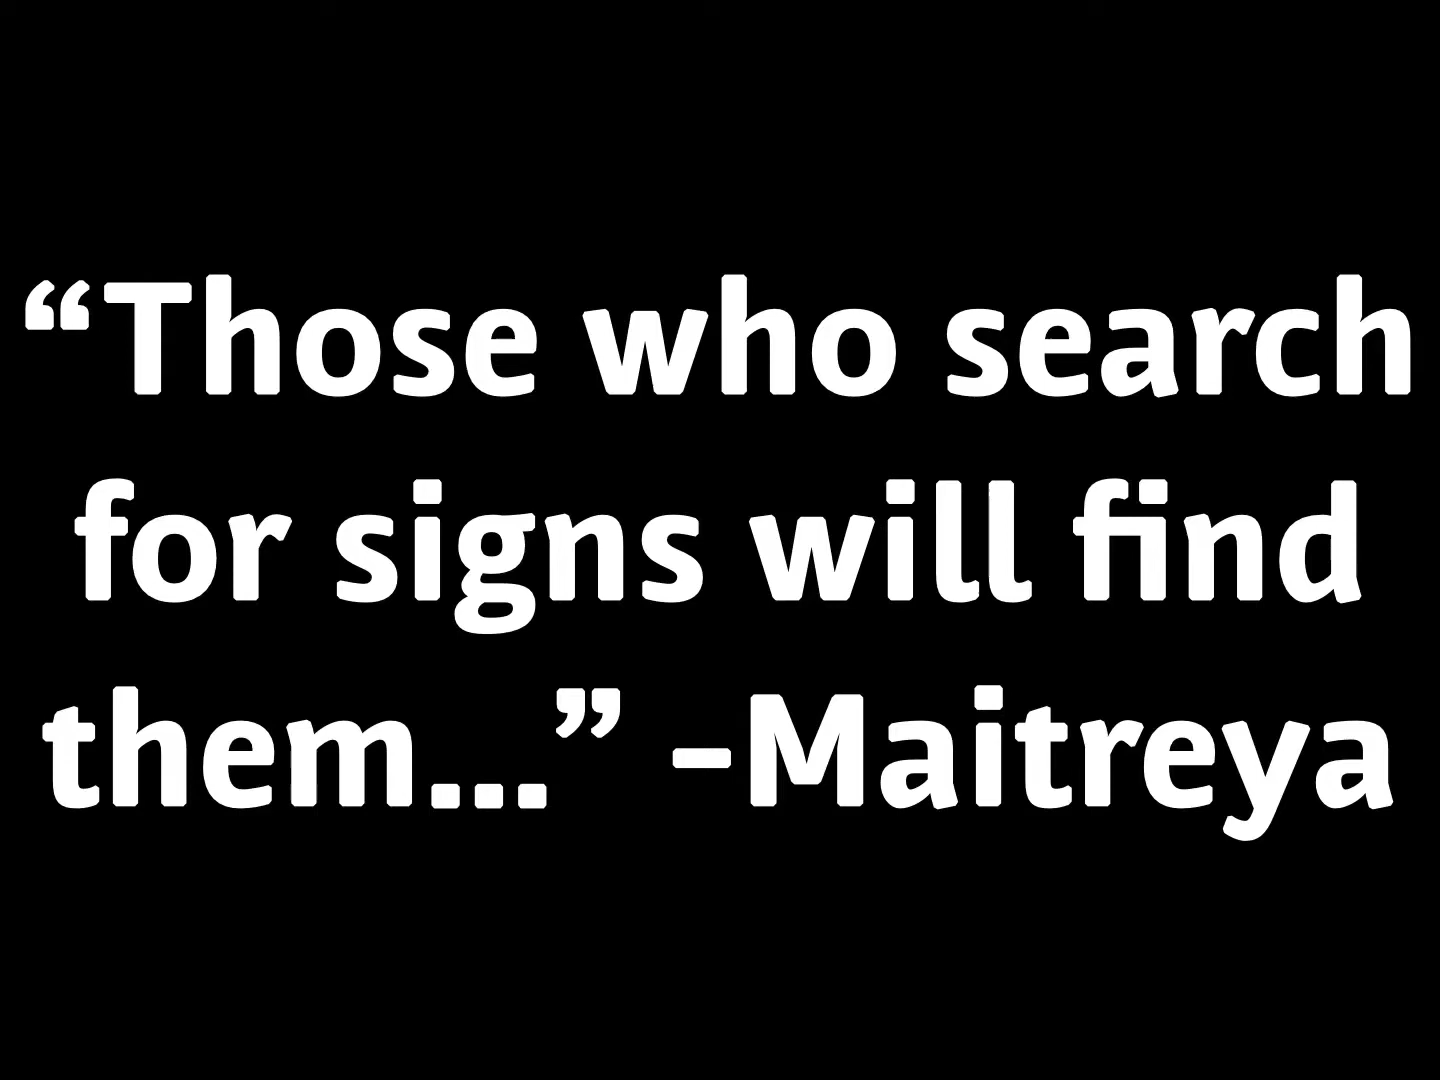 “Those who search
for signs will find
them...” -Maitreya